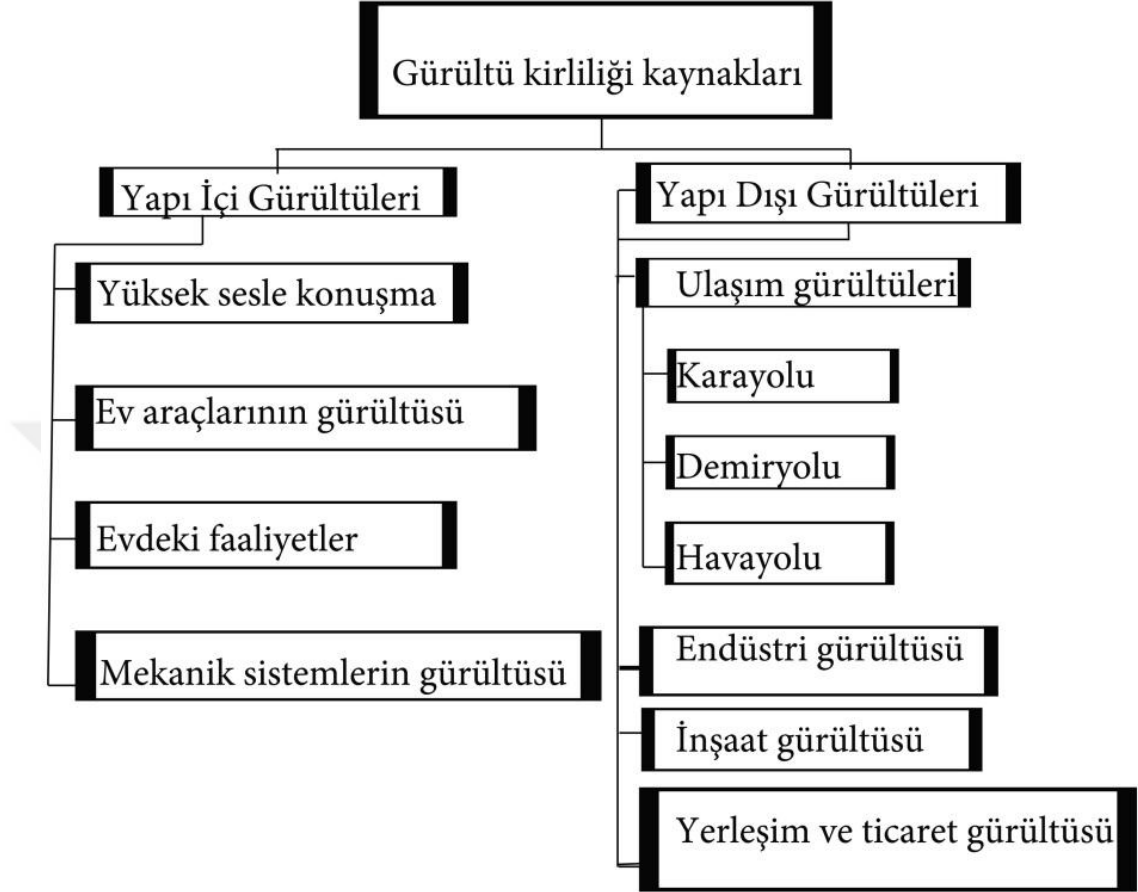 Gürültü kirliliği kaynakları
Yapı İçi Gürültüleri
Yüksek sesle konuşma
Ev araçlarının gürültüsü
Evdeki faaliyetler
Mekanik sistemlerin gürültüsü
Yapı Dışı Gürültüleri
Ulaşım gürültüleri
Karayolu
Demiryolu
Havayolu
Endüstri gürültüsü
İnşaat gürültüsü
Yerleşim ve ticaret gürültüsü